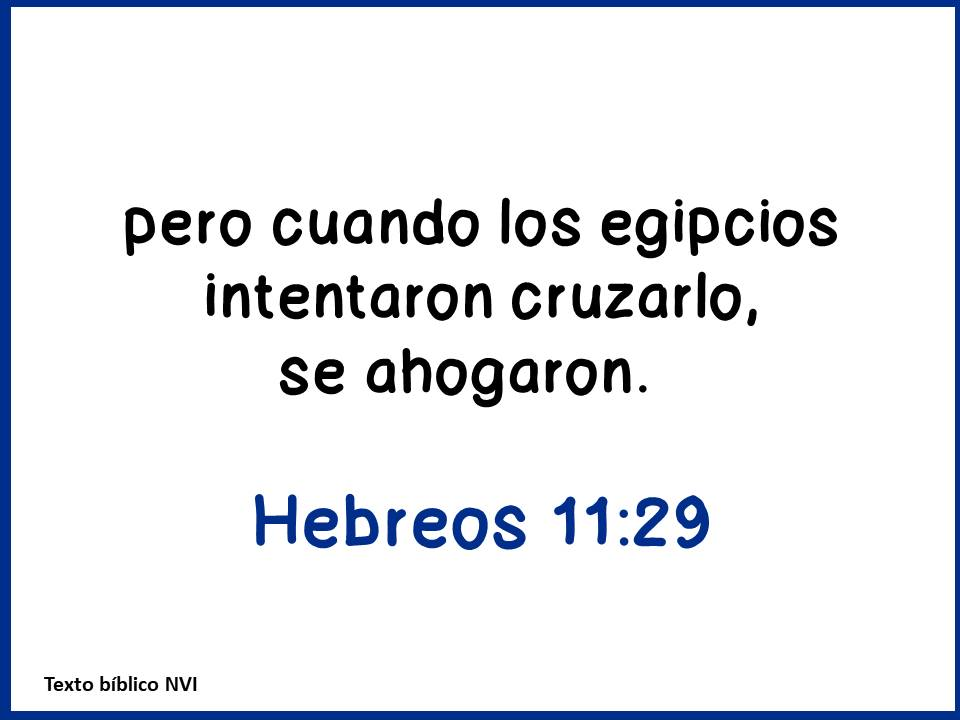 pero cuando los egipcios
intentaron cruzarlo,
se ahogaron.
Hebreos 11:29
Texto bíblico NVI